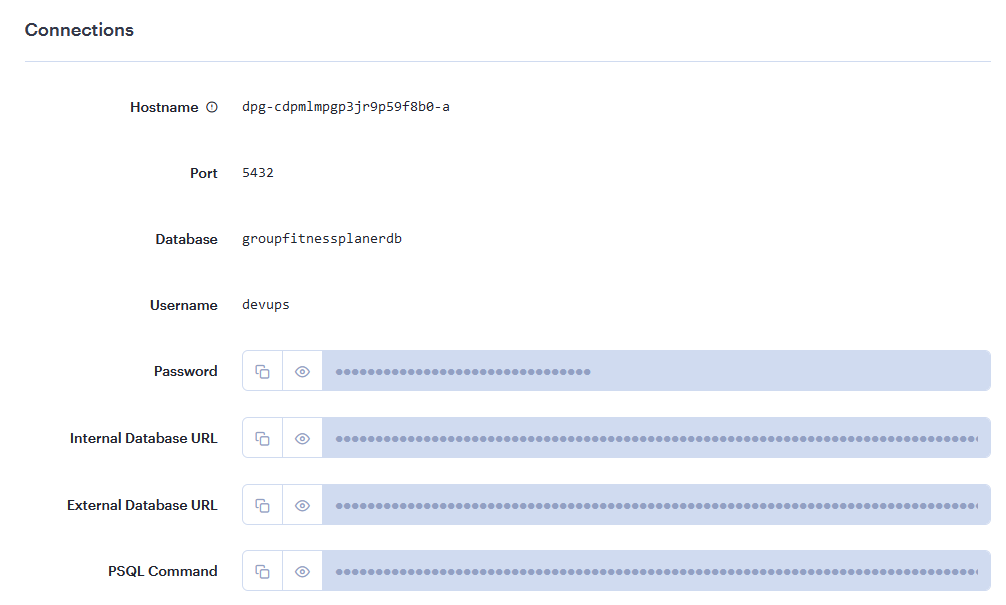 Connections
Hostname
dpg-cdpmlmpgp3jr9p59f8b0-a
Port
5432
Database
groupfitnessplanerdb
Username
devups
Password
Internal Database URL
External Database URL
PSQL Command